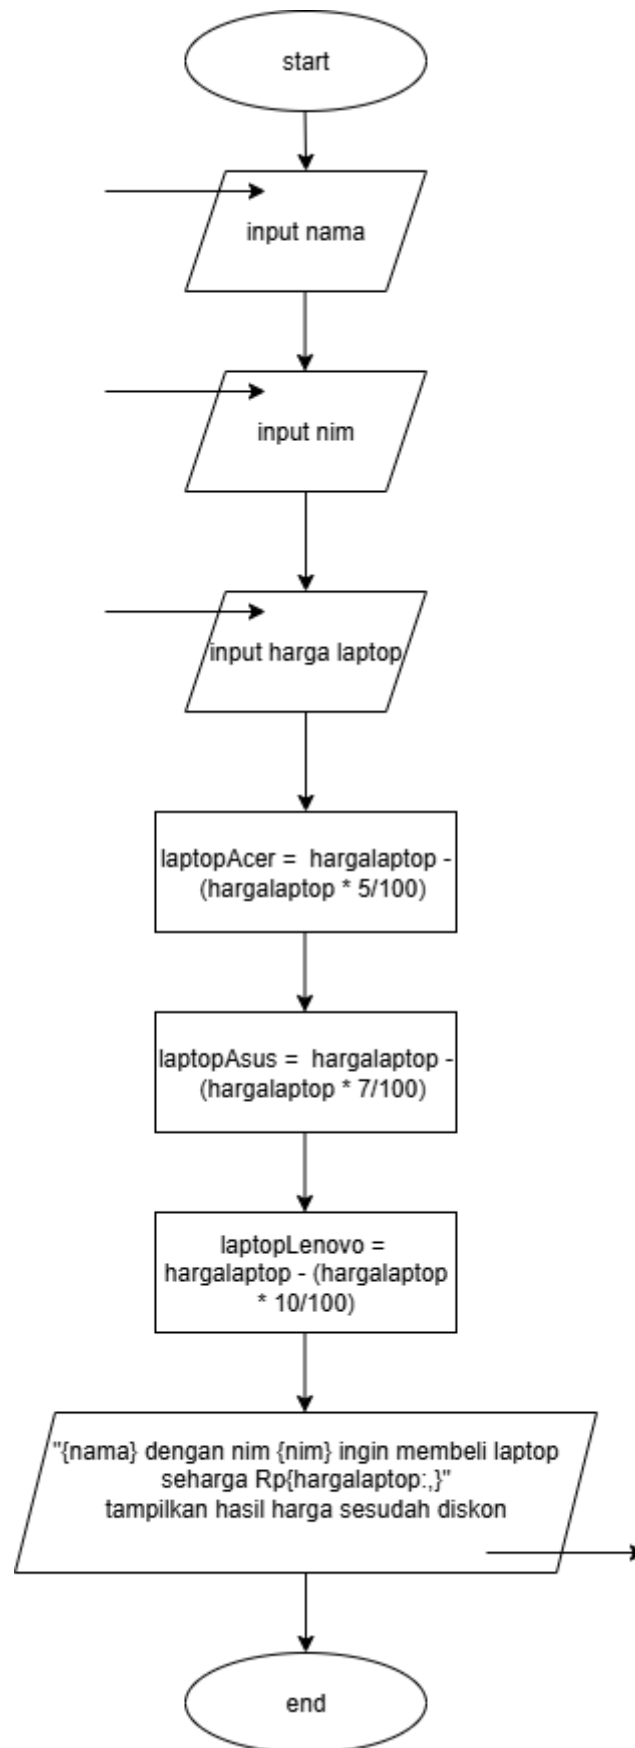 start
input nama
input nim
input harga laptop
laptopAcer = hargalaptop -
(hargalaptop * 5/100)
laptopAsus = hargalaptop -
(hargalaptop * 7/100)
laptopLenovo =
hargalaptop - (hargalaptop
* 10/100)
"{nama} dengan nim {nim} ingin membeli laptop
seharga Rp{hargalaptop:,}"
tampilkan hasil harga sesudah diskon
end